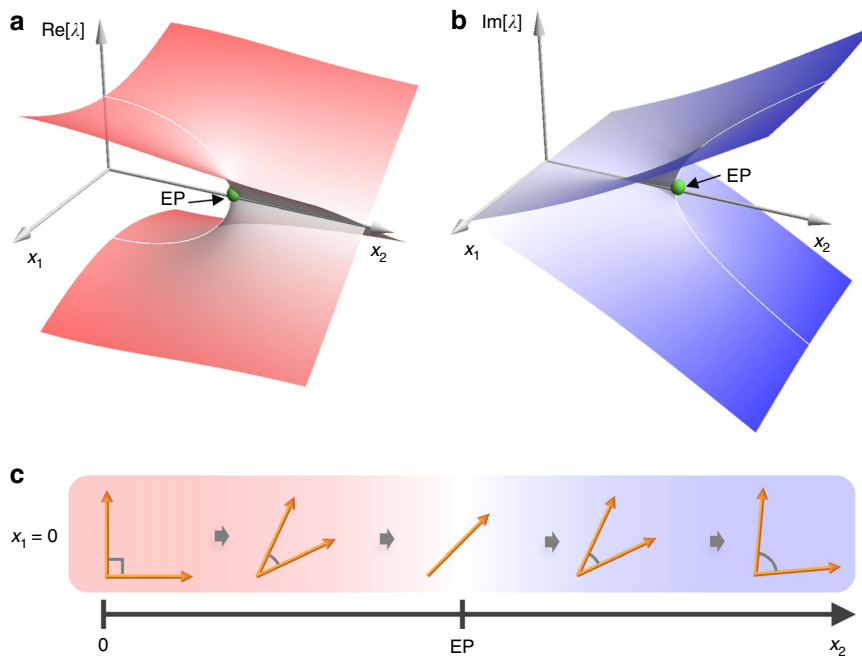 a
Re[λ]
EP
x₁
x₂
b
Im[λ]
EP
x₁
x₂
c
x₁ = 0
0
EP
x₂